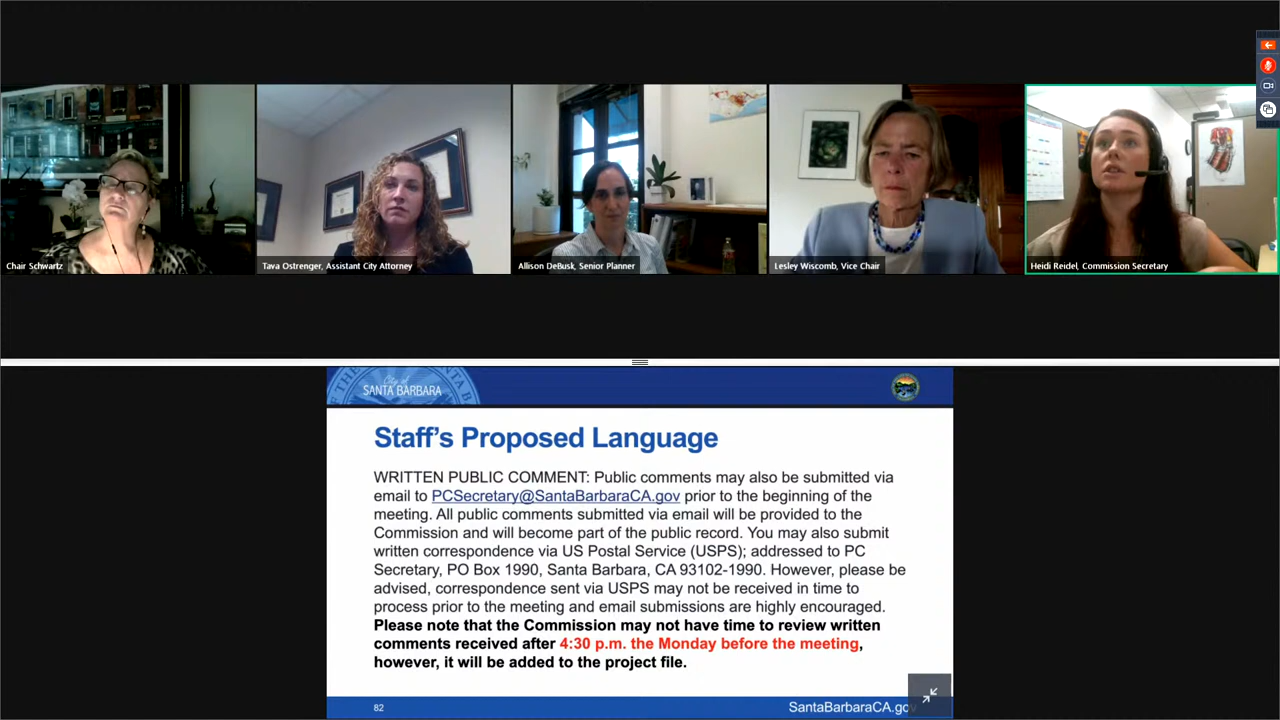 Chair Schwartz
Tava Ostrenger, Assistant City Attorney
Allison DeBusk, Senior Planner
Lesley Wiscomb, Vice Chair
Heidi Reidel, Commission Secretary
City of
SANTA BARBARA
Staff's Proposed Language
WRITTEN PUBLIC COMMENT: Public comments may also be submitted via
email to PCSecretary@SantaBarbaraCA.gov prior to the beginning of the
meeting. All public comments submitted via email will be provided to the
Commission and will become part of the public record. You may also submit
written correspondence via US Postal Service (USPS); addressed to PC
Secretary, PO Box 1990, Santa Barbara, CA 93102-1990. However, please be
advised, correspondence sent via USPS may not be received in time to
process prior to the meeting and email submissions are highly encouraged.
Please note that the Commission may not have time to review written
comments received after 4:30 p.m. the Monday before the meeting,
however, it will be added to the project file.
82
SantaBarbaraCA.gov